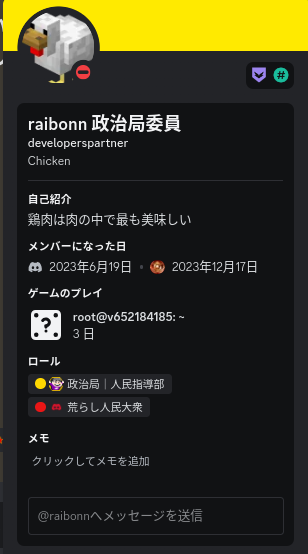 raibonn 政治局委員
developerspartner
Chicken
自己紹介
鶏肉は肉の中で最も美味しい
メンバーになった日
2023年6月19日 • 2023年12月17日
ゲームのプレイ
root@v652184185: ~
3 日
ロール
政治局｜人民指導部
荒らし人民大衆
メモ
クリックしてメモを追加
@raibonnへメッセージを送信